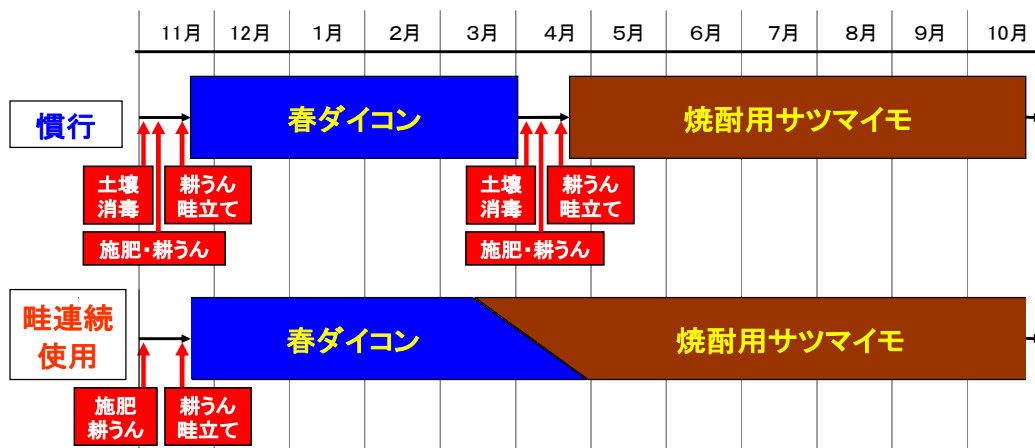 11月 12月 1月 2月 3月 4月 5月 6月 7月 8月 9月 10月
慣行
春ダイコン
焼酎用サツマイモ
土壌
消毒
耕うん
畦立て
施肥・耕うん
土壌
消毒
耕うん
畦立て
施肥・耕うん
畦連続
使用
春ダイコン
焼酎用サツマイモ
施肥
耕うん
耕うん
畦立て